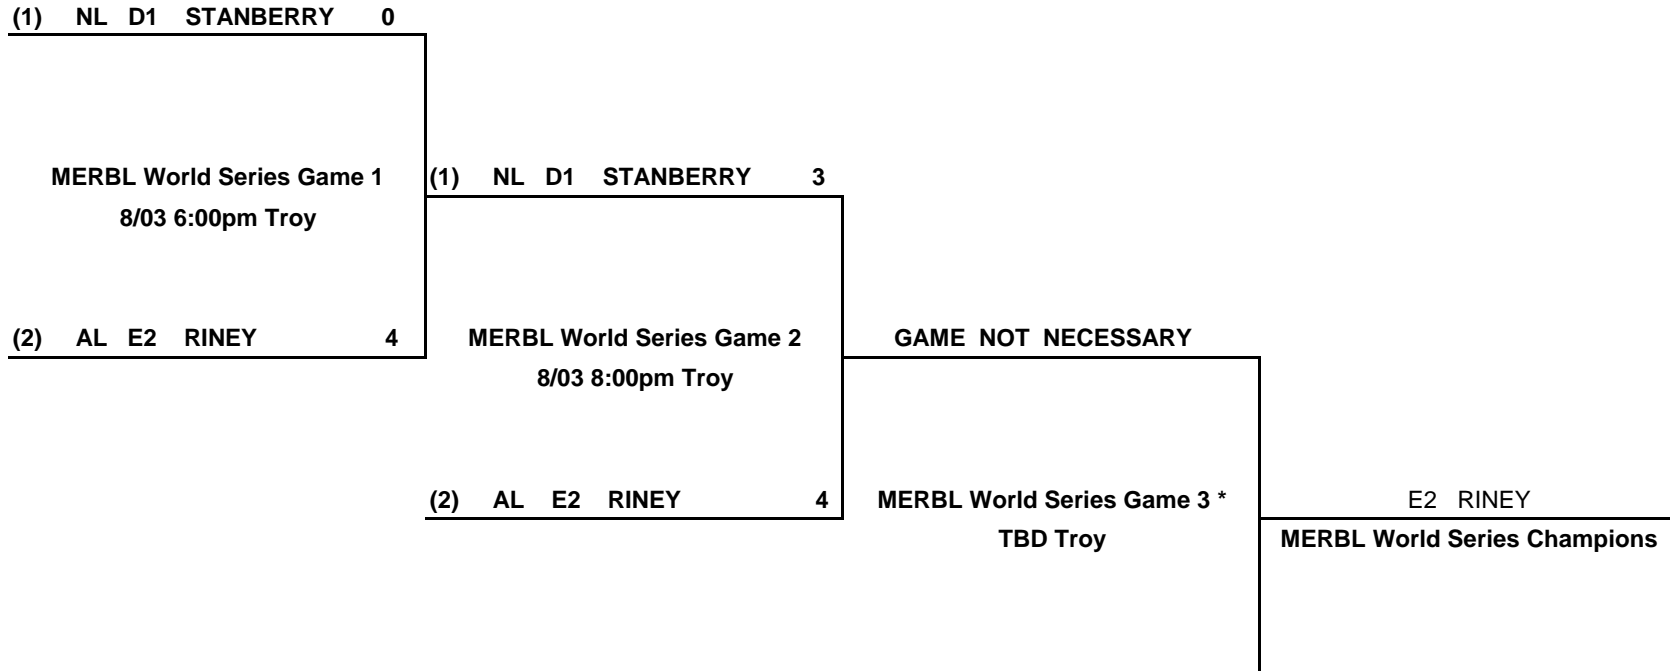 (1) NL D1 STANBERRY 0
MERBL World Series Game 1
8/03 6:00pm Troy
(2) AL E2 RINEY 4
(1) NL D1 STANBERRY 3
MERBL World Series Game 2
8/03 8:00pm Troy
(2) AL E2 RINEY 4
GAME NOT NECESSARY
MERBL World Series Game 3 *
TBD Troy
E2 RINEY
MERBL World Series Champions